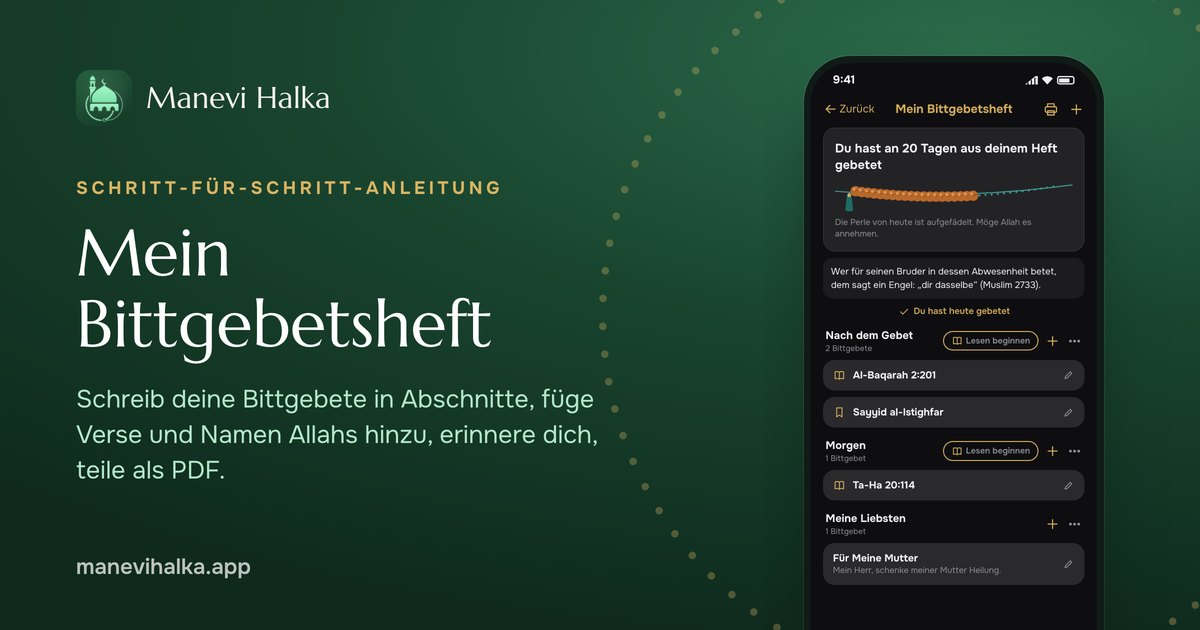 Manevi Halka
SCHRITT-FÜR-SCHRITT-ANLEITUNG
Mein
Bittgebetsheft
Schreib deine Bittgebete in Abschnitte, füge
Verse und Namen Allahs hinzu, erinnere dich,
teile als PDF.
manevihalka.app
9:41
Zurück
Mein Bittgebetsheft
Du hast an 20 Tagen aus deinem Heft
gebetet
Die Perle von heute ist aufgefädelt. Möge Allah es
annehmen.
Wer für seinen Bruder in dessen Abwesenheit betet,
dem sagt ein Engel: „dir dasselbe“ (Muslim 2733).
Du hast heute gebetet
Nach dem Gebet
2 Bittgebete
Lesen beginnen
Al-Baqarah 2:201
Sayyid al-Istighfar
Morgen
1 Bittgebet
Lesen beginnen
Ta-Ha 20:114
Meine Liebsten
1 Bittgebet
Für Meine Mutter
Mein Herr, schenke meiner Mutter Heilung.